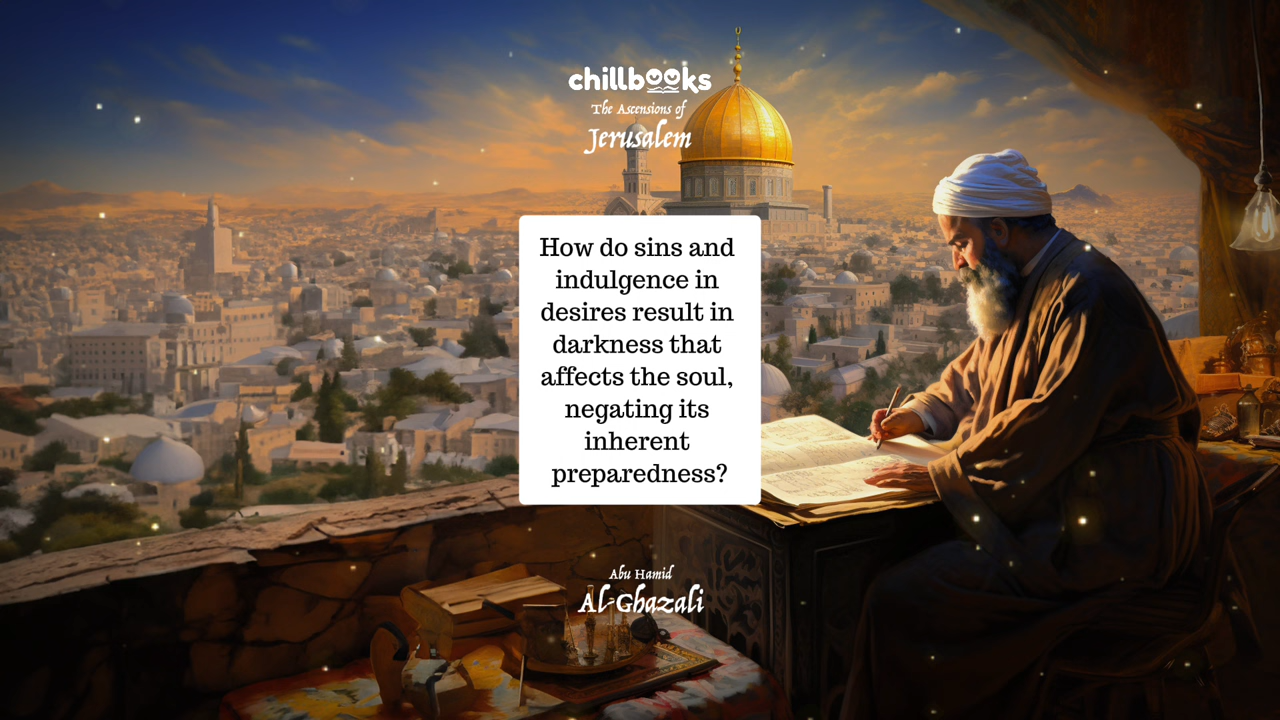 chillbooks
The Ascensions of
Jerusalem
How do sins and
indulgence in
desires result in
darkness that
affects the soul,
negating its
inherent
preparedness?
Abu Hamid
Al-Ghazali